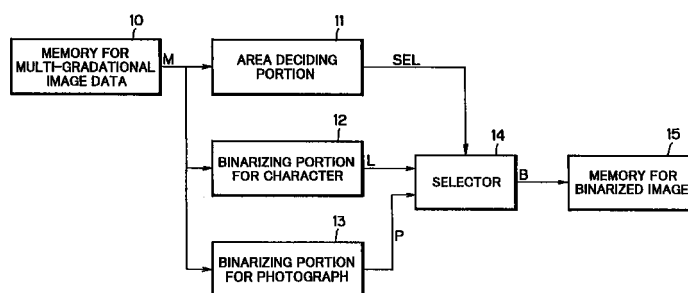 10
MEMORY FOR
MULTI-GRADATIONAL
IMAGE DATA
M
11
AREA DECIDING
PORTION
SEL
12
BINARIZING PORTION
FOR CHARACTER
L
13
BINARIZING PORTION
FOR PHOTOGRAPH
P
14
SELECTOR
B
15
MEMORY FOR
BINARIZED IMAGE